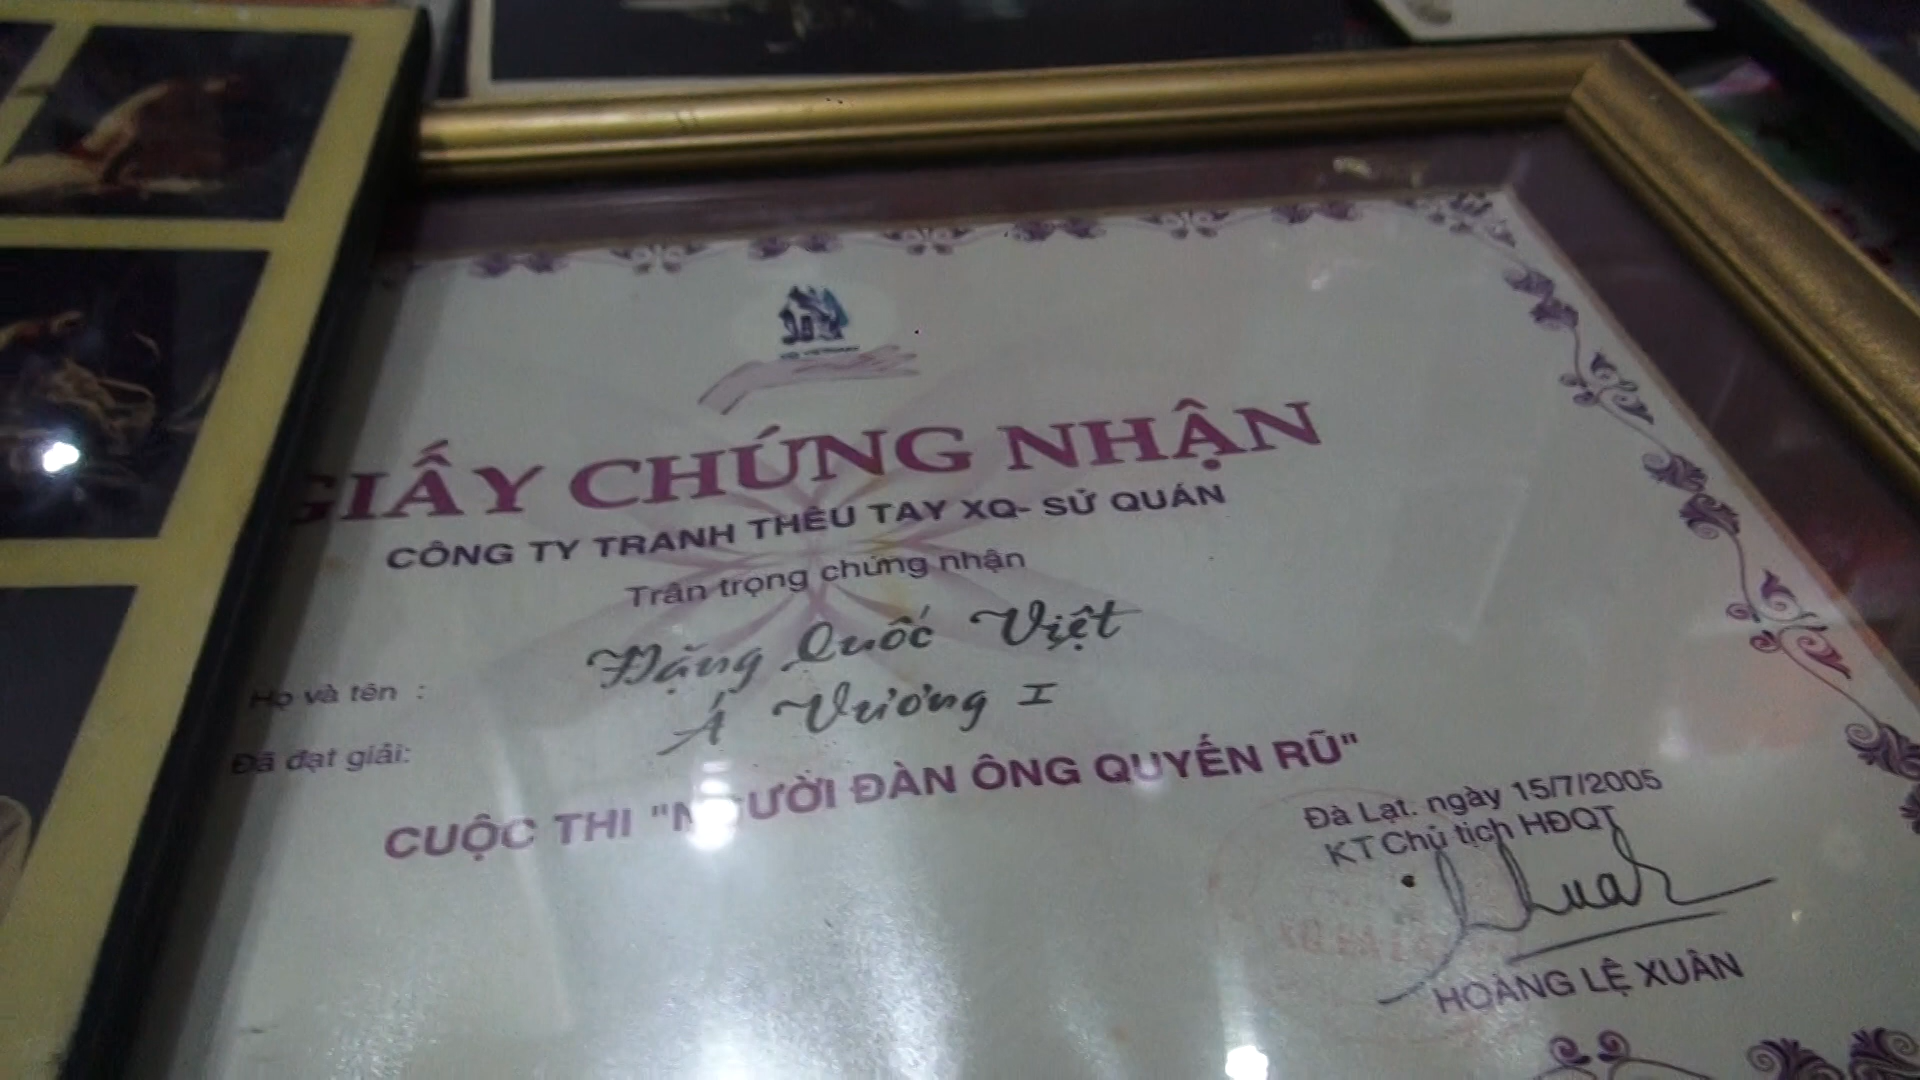 GIẤY CHỨNG NHẬN
CÔNG TY TRANH THÊU TAY XQ- SỬ QUÁN
Trân trọng chứng nhận
Họ và tên : Đặng Quốc Việt
Đã đạt giải: Á Vương I
CUỘC THI "NGƯỜI ĐÀN ÔNG QUYẾN RŨ"
Đà Lạt. ngày 15/7/2005
KT Chủ tịch HĐQT
HOÀNG LỆ XUÂN